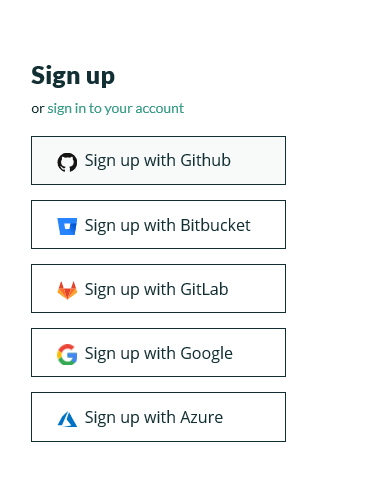 Sign up
or sign in to your account
Sign up with Github
Sign up with Bitbucket
Sign up with GitLab
Sign up with Google
Sign up with Azure